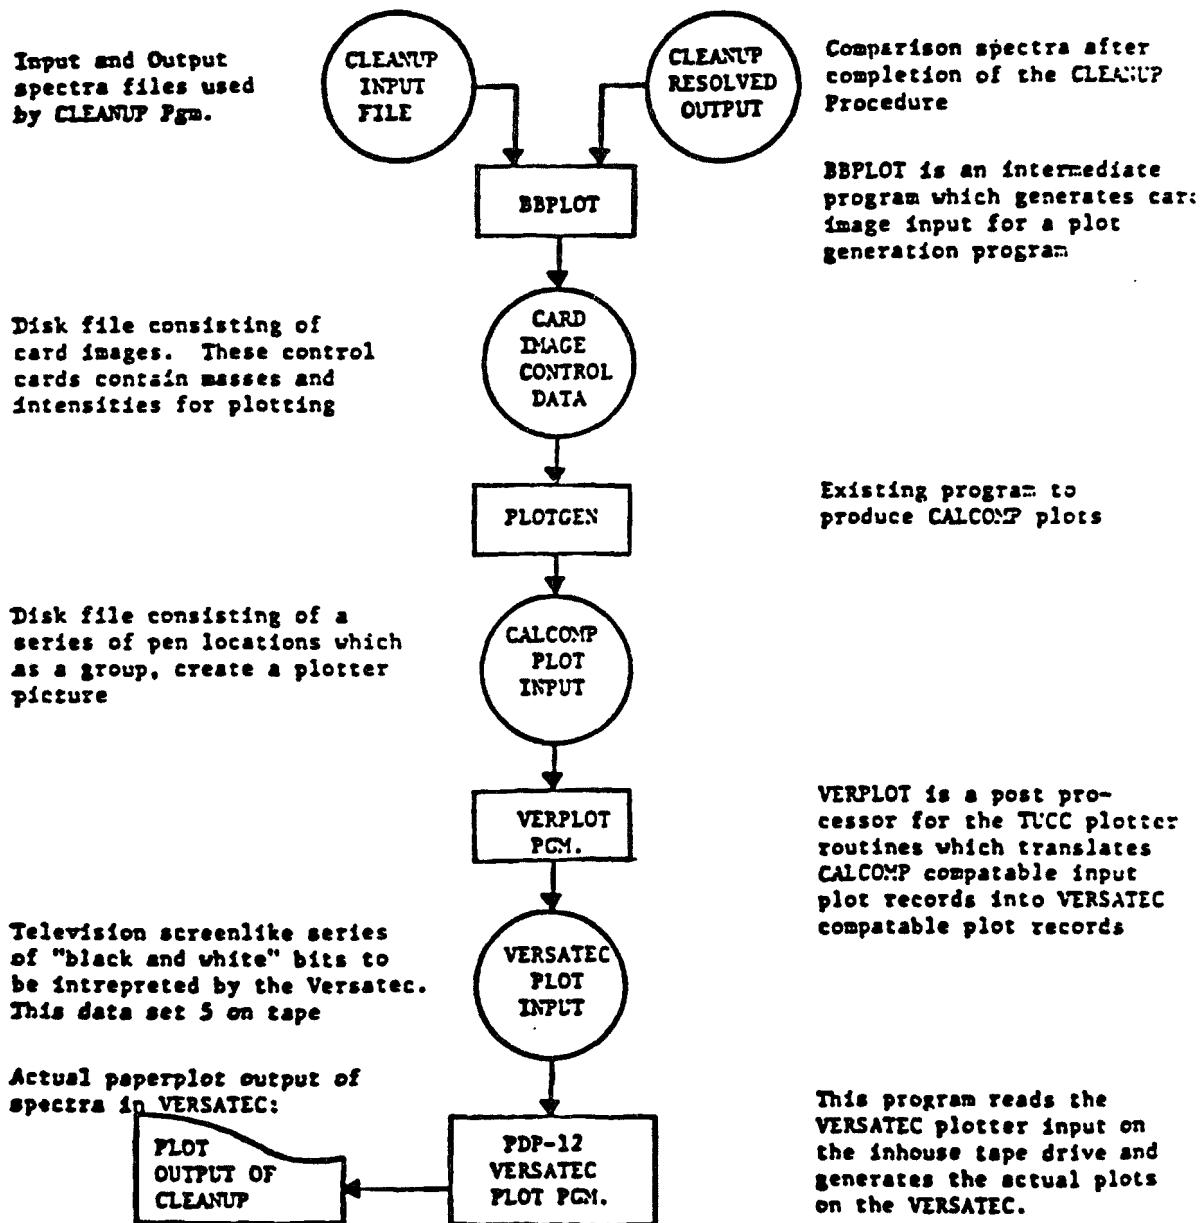 Input and Output
spectra files used
by CLEANUP Pgm.
CLEANUP
INPUT
FILE
CLEANUP
RESOLVED
OUTPUT
Comparison spectra after
completion of the CLEANUP
Procedure
BBPLOT
BBPLOT is an intermediate
program which generates
image input for a plot
generation program
Disk file consisting of
card images. These control
cards contain masses and
intensities for plotting
CARD
IMAGE
CONTROL
DATA
PLOTGEN
Existing program to
produce CALCOMP plots
Disk file consisting of a
series of pen locations which
as a group, create a plotter
picture
CALCOMP
PLOT
INPUT
VERPLOT
PGM.
VERPLOT is a post pro-
cessor for the TUCC plotter
routines which translates
CALCOMP compatable input
plot records into VERSATEC
compatable plot records
Television screenlike series
of "black and white" bits to
be intrepreted by the Versatec.
This data set 5 on tape
VERSATEC
PLOT
INPUT
Actual paperplot output of
spectra in VERSATEC:
PLOT
OUTPUT OF
CLEANUP
PDP-12
VERSATEC
PLOT PGM.
This program reads the
VERSATEC plotter input on
the inhouse tape drive and
generates the actual plots
on the VERSATEC.